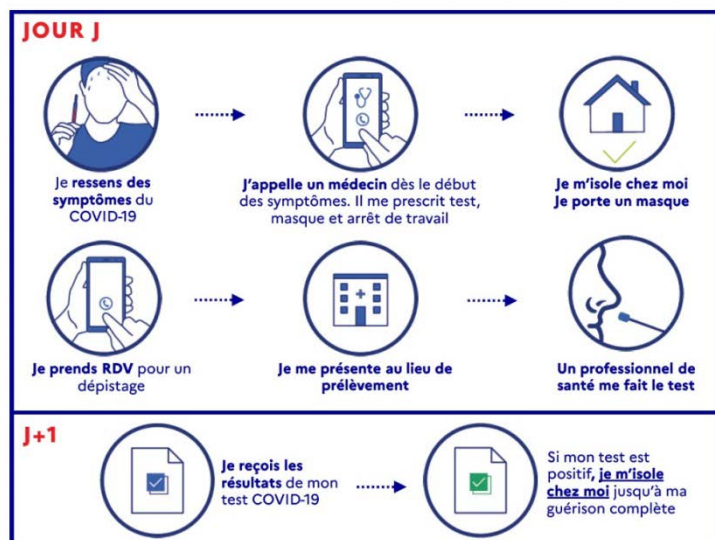 JOUR J
Je ressens des
symptômes du
COVID-19
J'appelle un médecin dès le début
des symptômes. Il me prescrit test,
masque et arrêt de travail
Je m'isole chez moi
Je porte un masque
Je prends RDV pour un
dépistage
Je me présente au lieu de
prélèvement
Un professionnel de
santé me fait le test
J+1
Je reçois les
résultats de mon
test COVID-19
Si mon test est
positif, je m'isole
chez moi jusqu'à ma
guérison complète